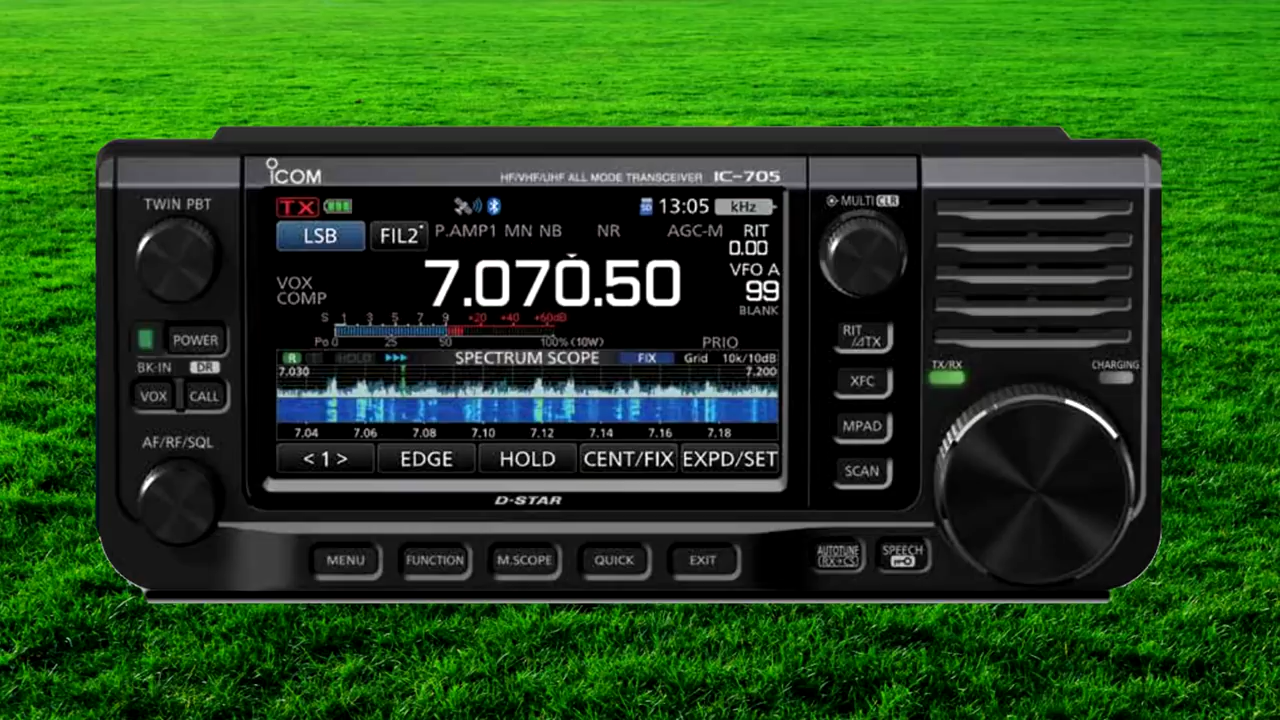 ICOM
HF/VHF/UHF ALL MODE TRANSCEIVER IC-705
TWIN PBT
POWER
BK-IN DR
VOX CALL
AF/RF/SQL
TX 13:05 kHz
LSB FIL2 P.AMP1 MN NB NR AGC-M RIT
0.00
7.070.50
VFO A
99
BLANK
VOX
COMP
S 1 3 5 7 9 +20 +40 +60dB
Po 0 25 50 100% (10W)
PRIO
R T HOLD SPECTRUM SCOPE FIX Grid 10k/10dB
7.030 7.200
7.04 7.06 7.08 7.10 7.12 7.14 7.16 7.18
< 1 > EDGE HOLD CENT/FIX EXPD/SET
D-STAR
MULTI CLR
RIT
/ΔTX
XFC
MPAD
SCAN
TX/RX CHARGING
MENU FUNCTION M.SCOPE QUICK EXIT
AUTOTUNE
(RX→CS)
SPEECH